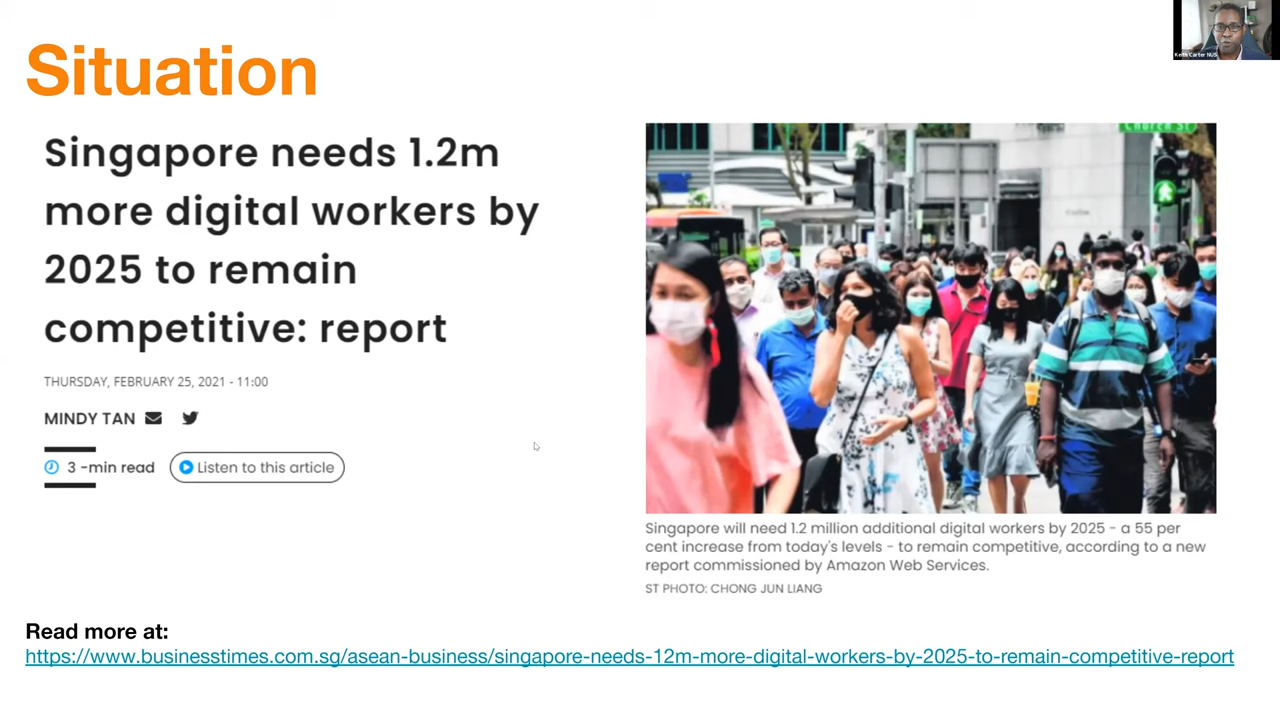 Situation
Keith Carter NUS
Singapore needs 1.2m
more digital workers by
2025 to remain
competitive: report
THURSDAY, FEBRUARY 25, 2021 - 11:00
MINDY TAN
3 -min read
Listen to this article
Church St
Singapore will need 1.2 million additional digital workers by 2025 - a 55 per
cent increase from today's levels - to remain competitive, according to a new
report commissioned by Amazon Web Services.
ST PHOTO: CHONG JUN LIANG
Read more at:
https://www.businesstimes.com.sg/asean-business/singapore-needs-12m-more-digital-workers-by-2025-to-remain-competitive-report